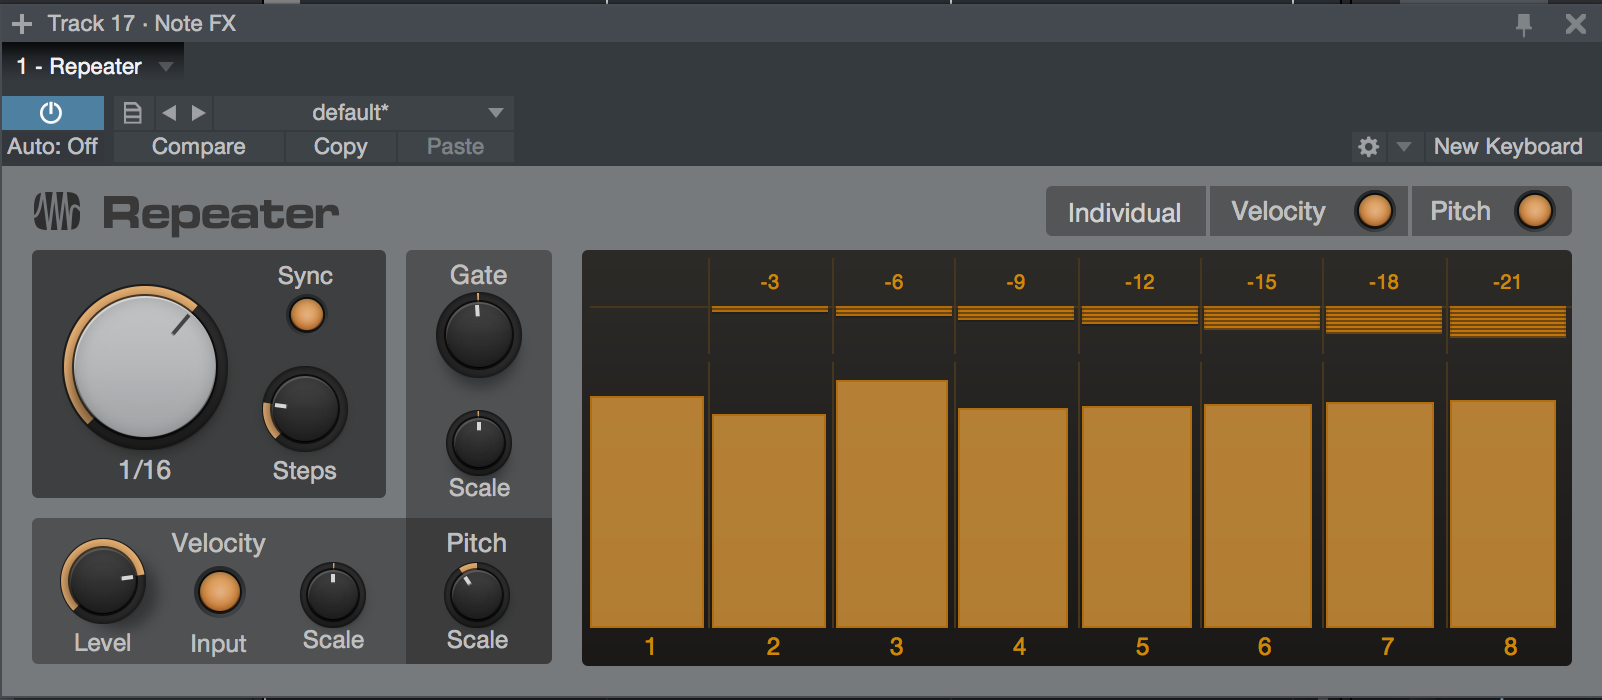 Track 17 · Note FX
1 - Repeater
default*
Auto: Off Compare Copy Paste New Keyboard
Repeater
Individual Velocity Pitch
Sync
Gate
1/16
Steps
Scale
Velocity
Level
Input
Scale
Pitch
Scale
-3 -6 -9 -12 -15 -18 -21
1 2 3 4 5 6 7 8